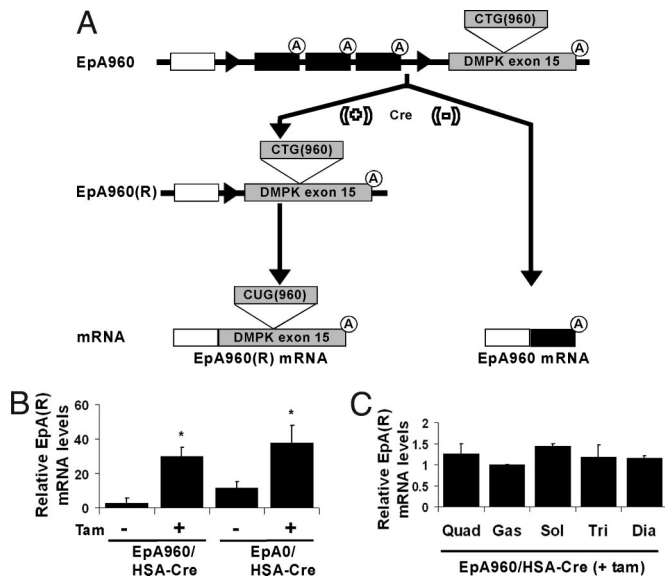 A
CTG(960)
A A A A
EpA960 DMPK exon 15
((+)) Cre ((-))
CTG(960)
A
EpA960(R) DMPK exon 15
CUG(960)
A A
mRNA DMPK exon 15
EpA960(R) mRNA EpA960 mRNA
B
Relative EpA(R)
mRNA levels
60
40
20
0
* *
Tam - + - +
EpA960/ EpA0/
HSA-Cre HSA-Cre
C
Relative EpA(R)
mRNA levels
2
1.5
1
0.5
0
Quad Gas Sol Tri Dia
EpA960/HSA-Cre (+ tam)